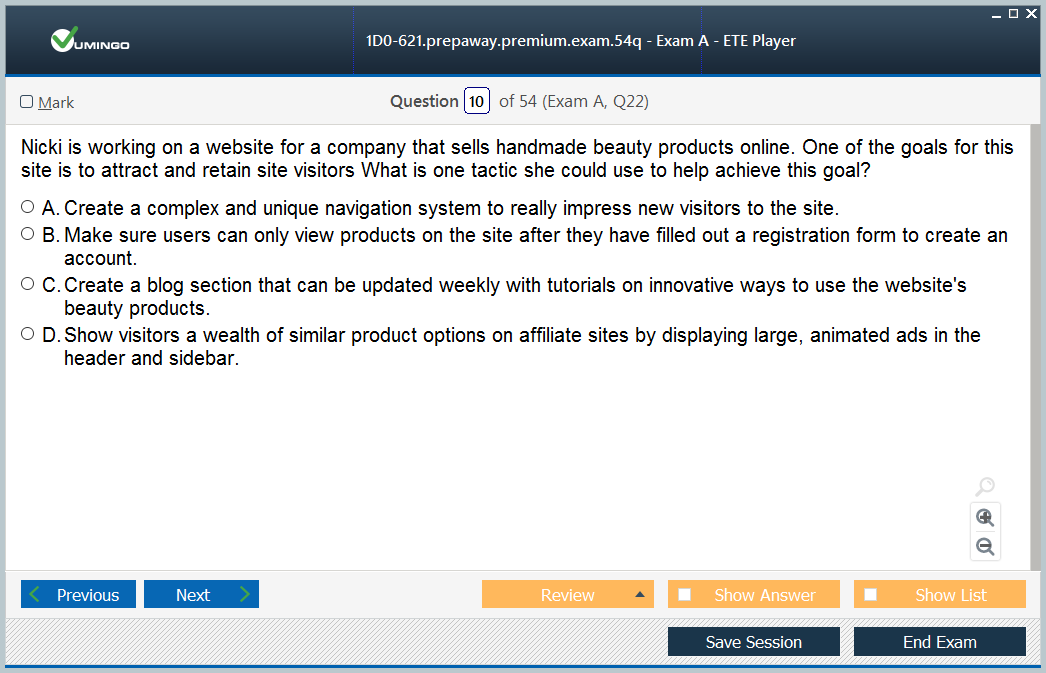 VUMINGO
1D0-621.prepaway.premium.exam.54q - Exam A - ETE Player
Mark
Question 10 of 54 (Exam A, Q22)
Nicki is working on a website for a company that sells handmade beauty products online. One of the goals for this
site is to attract and retain site visitors What is one tactic she could use to help achieve this goal?
A. Create a complex and unique navigation system to really impress new visitors to the site.
B. Make sure users can only view products on the site after they have filled out a registration form to create an
account.
C. Create a blog section that can be updated weekly with tutorials on innovative ways to use the website's
beauty products.
D. Show visitors a wealth of similar product options on affiliate sites by displaying large, animated ads in the
header and sidebar.
Previous
Next
Review
Show Answer
Show List
Save Session
End Exam